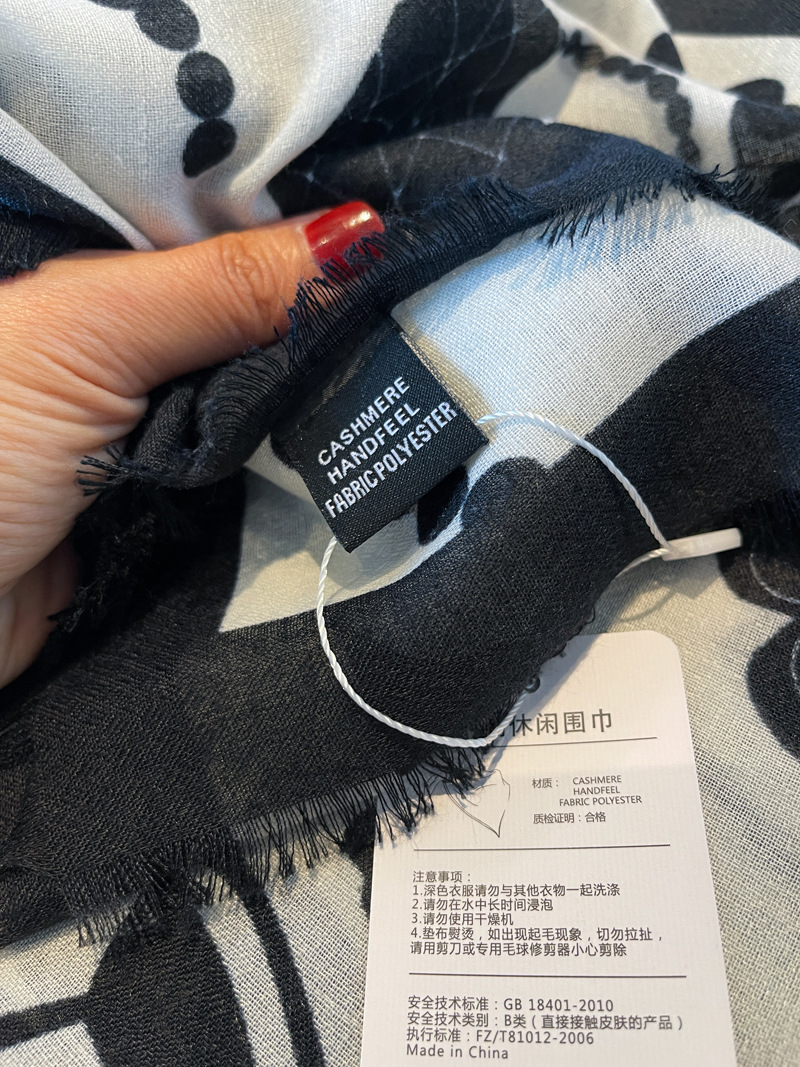 CASHMERE
HANDFEEL
FABRIC POLYESTER
休闲围巾
材质： CASHMERE
HANDFEEL
FABRIC POLYESTER
质检证明：合格
注意事项：
1.深色衣服请勿与其他衣物一起洗涤
2.请勿在水中长时间浸泡
3.请勿使用干燥机
4.垫布熨烫，如出现起毛现象，切勿拉扯，
请用剪刀或专用毛球修剪器小心剪除
安全技术标准：GB 18401-2010
安全技术类别：B类（直接接触皮肤的产品）
执行标准：FZ/T81012-2006
Made in China